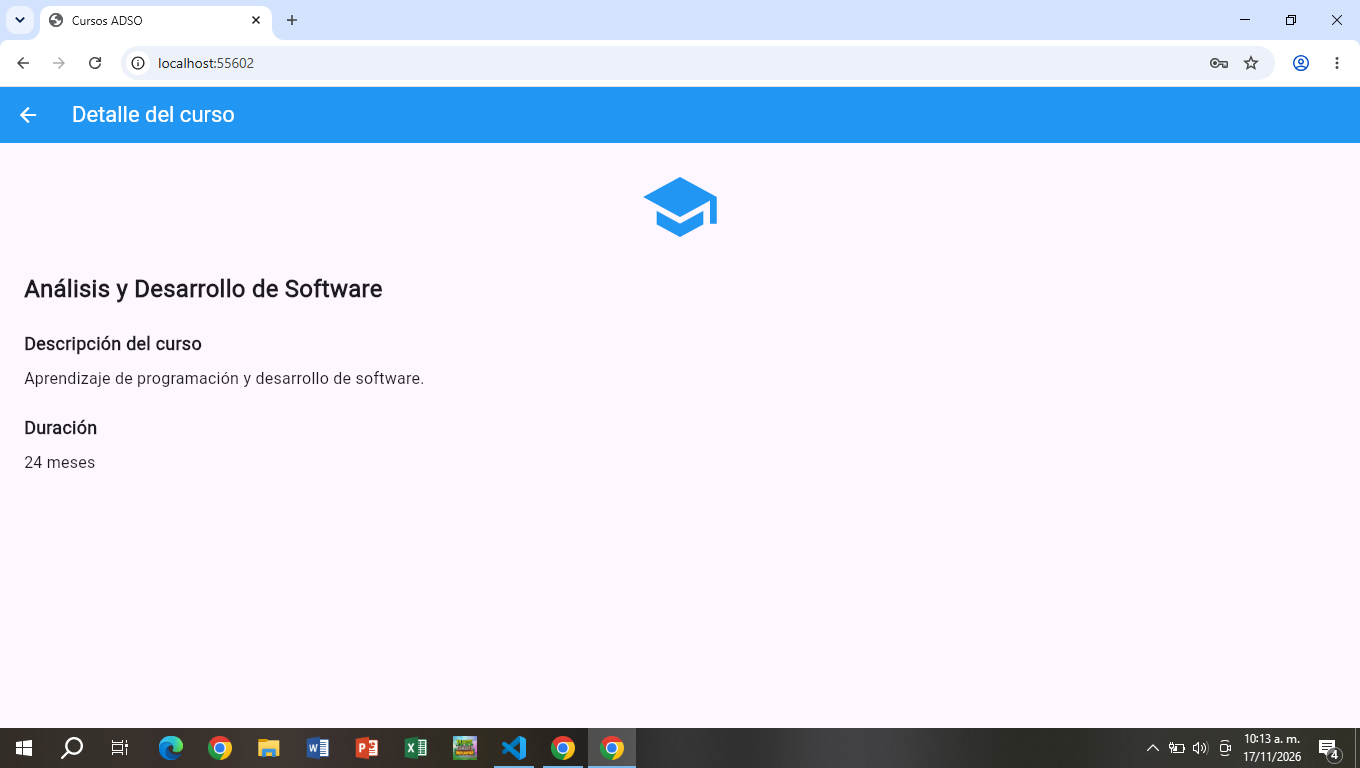 Cursos ADSO
localhost:55602
Detalle del curso
Análisis y Desarrollo de Software
Descripción del curso
Aprendizaje de programación y desarrollo de software.
Duración
24 meses
10:13 a. m.
17/11/2026
4